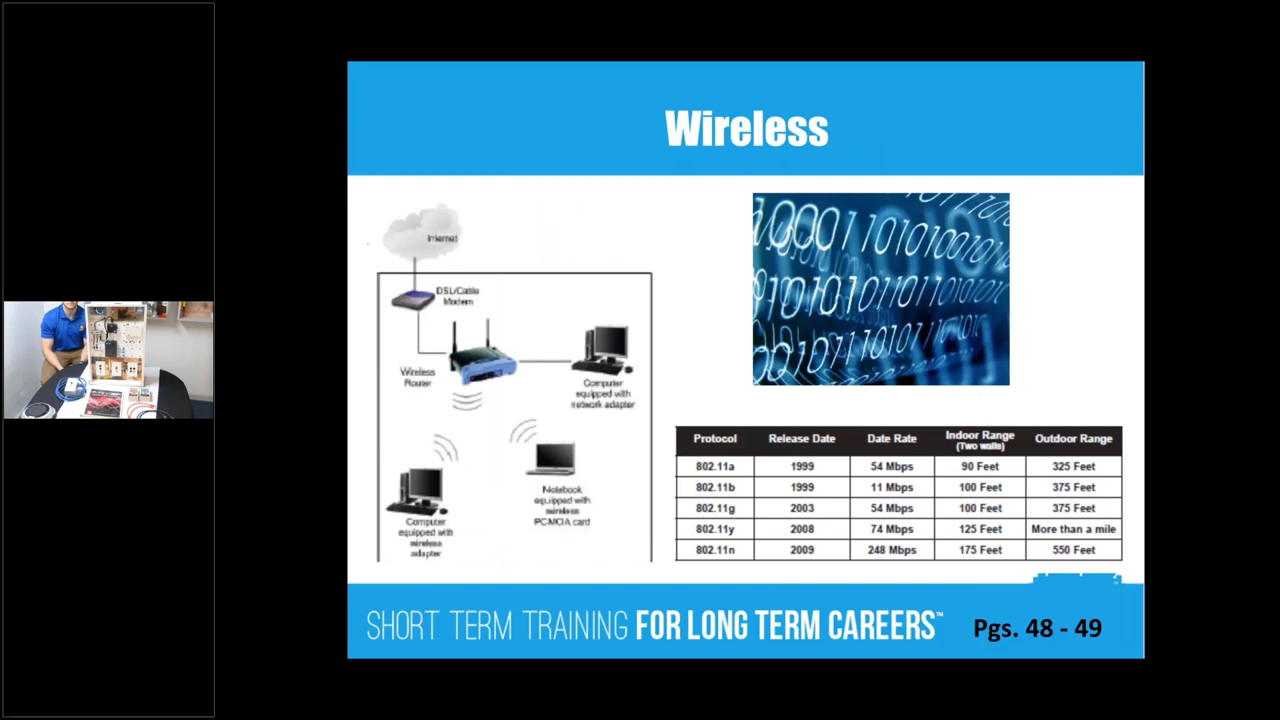 Wireless
Internet
DSL/Cable
Modem
Wireless
Router
Computer
equipped with
network adapter
Computer
equipped with
wireless
adapter
Notebook
equipped with
wireless
PCMCIA card
10001101010010
Protocol Release Date Date Rate Indoor Range (Two walls) Outdoor Range
802.11a 1999 54 Mbps 90 Feet 325 Feet
802.11b 1999 11 Mbps 100 Feet 375 Feet
802.11g 2003 54 Mbps 100 Feet 375 Feet
802.11y 2008 74 Mbps 125 Feet More than a mile
802.11n 2009 248 Mbps 175 Feet 550 Feet
SHORT TERM TRAINING FOR LONG TERM CAREERS™
Pgs. 48 - 49